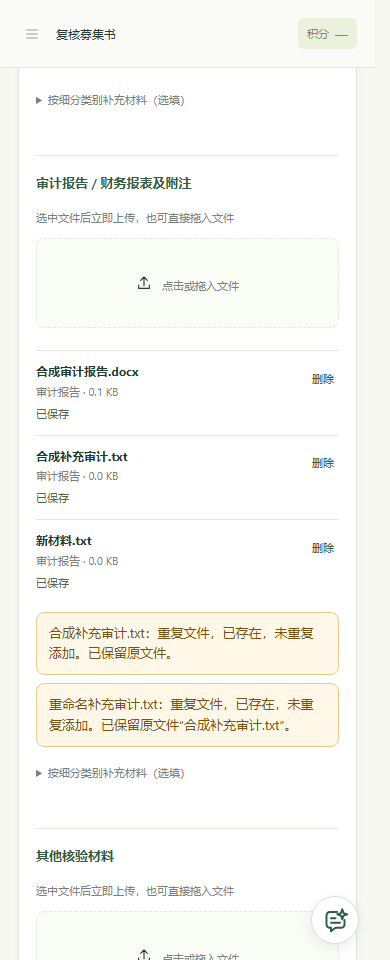 复核募集书
积分 —
▶ 按细分类别补充材料（选填）
审计报告 / 财务报表及附注
选中文件后立即上传，也可直接拖入文件
点击或拖入文件
合成审计报告.docx
删除
审计报告 · 0.1 KB
已保存
合成补充审计.txt
删除
审计报告 · 0.0 KB
已保存
新材料.txt
删除
审计报告 · 0.0 KB
已保存
合成补充审计.txt：重复文件，已存在，未重复
添加。已保留原文件。
重命名补充审计.txt：重复文件，已存在，未重
复添加。已保留原文件“合成补充审计.txt”。
▶ 按细分类别补充材料（选填）
其他核验材料
选中文件后立即上传，也可直接拖入文件
点击或拖入文件